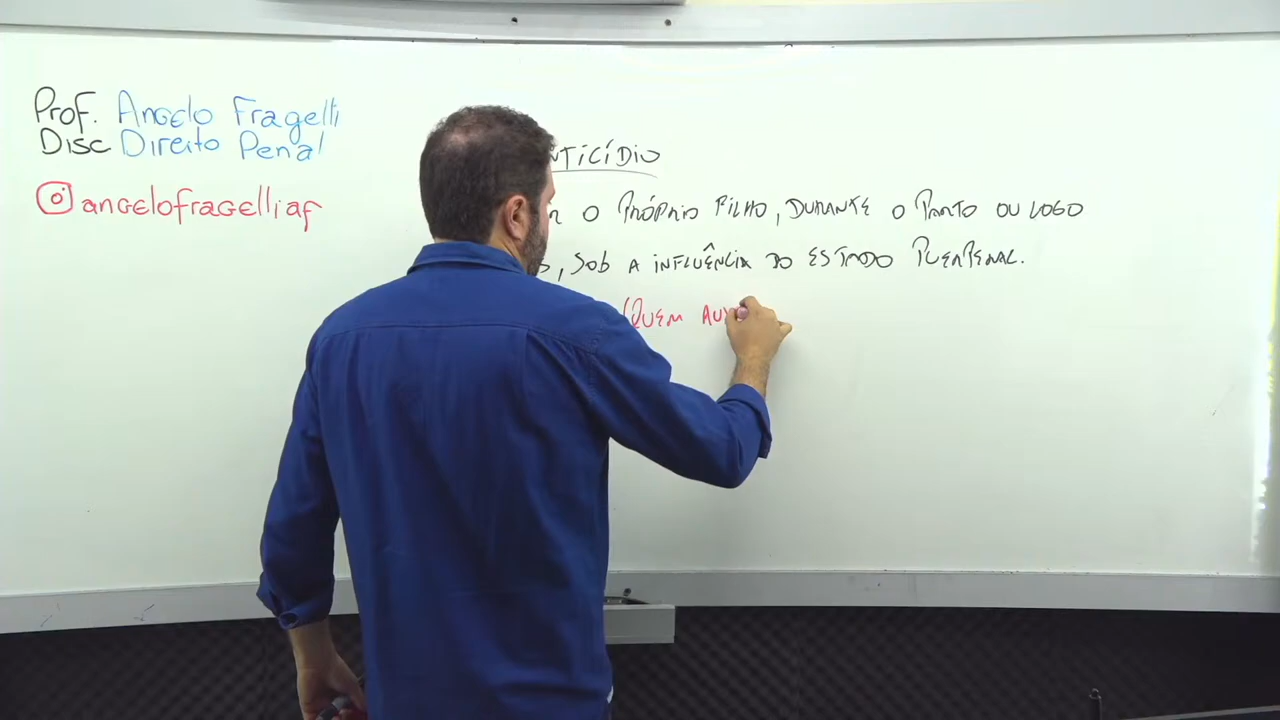 Prof. Angelo Fragelli
Disc Direito Penal
angelofragelliaf
NTICÍDIO
O PRÓPRIO FILHO, DURANTE O PARTO OU LOGO
, SOB A INFLUÊNCIA DO ESTADO PUERPERAL.
(QUEM AUX